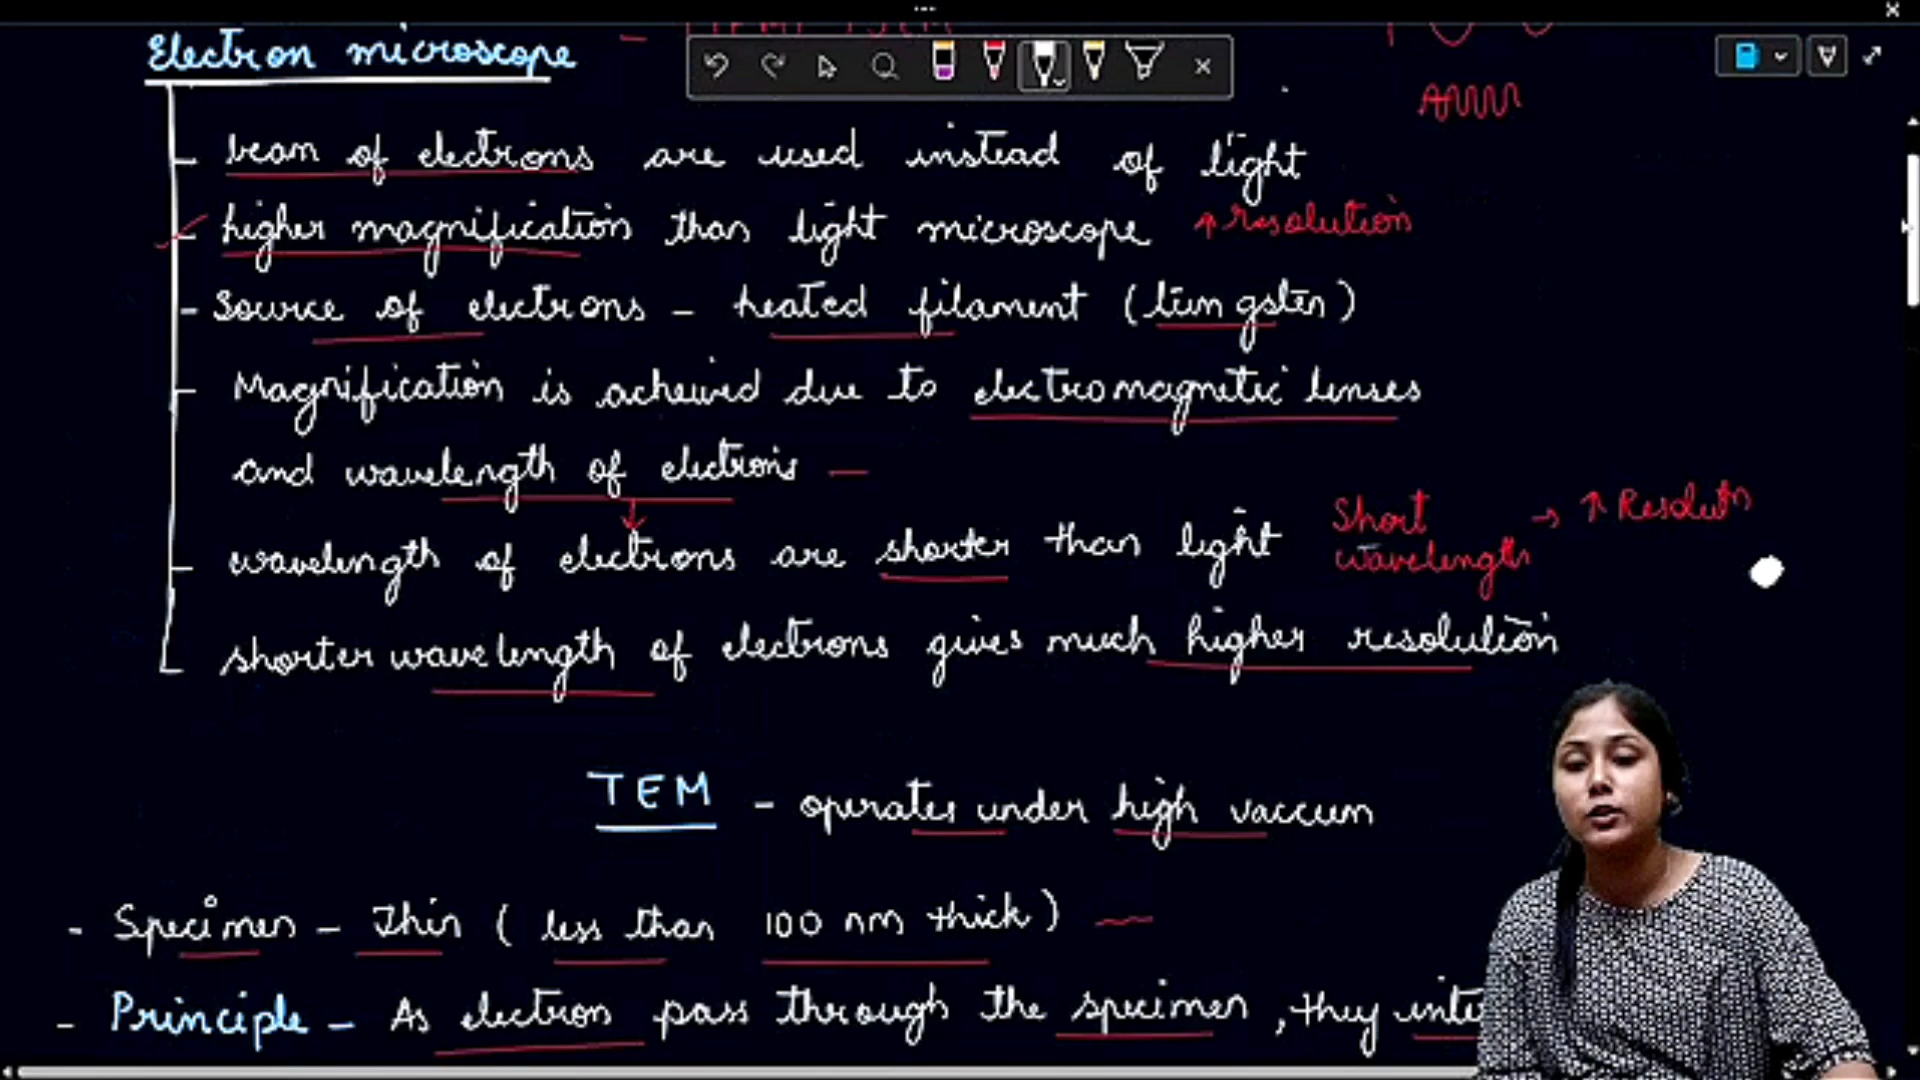 Electron microscope -
- beam of electrons are used instead of light
- higher magnification than light microscope ↑ resolution
- Source of electrons - heated filament (tungsten)
- Magnification is acheived due to electromagnetic lenses
and wavelength of electrons -
- wavelength of electrons are shorter than light
Short wavelength → ↑ Resolutn
shorter wavelength of electrons gives much higher resolution
TEM - operates under high vaccum
- Specimen - Thin (less than 100 nm thick)
- Principle - As electron pass through the specimen, they